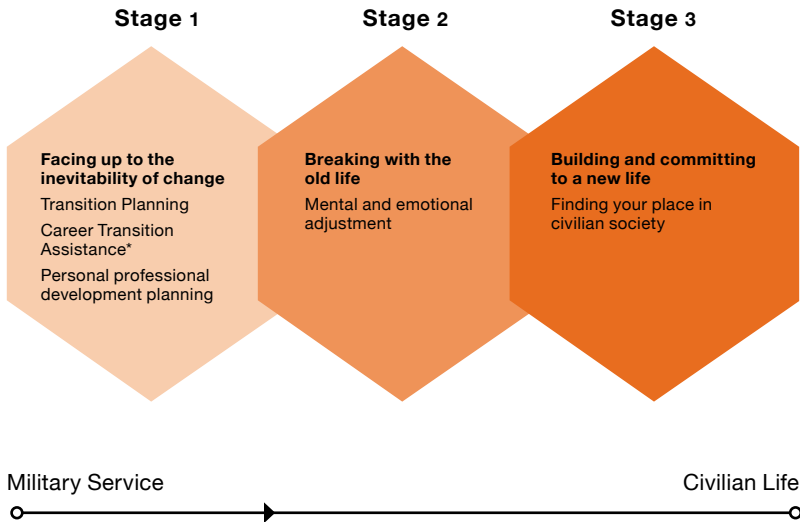 Stage 1
Stage 2
Stage 3
Facing up to the
inevitability of change
Transition Planning
Career Transition
Assistance*
Personal professional
development planning
Breaking with the
old life
Mental and emotional
adjustment
Building and committing
to a new life
Finding your place in
civilian society
Military Service
Civilian Life